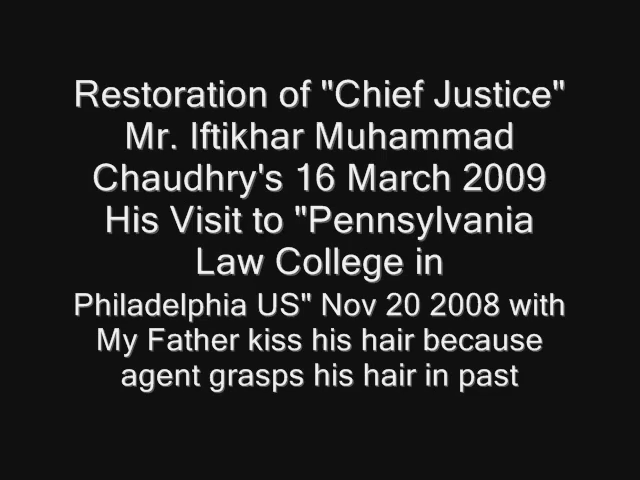 Restoration of "Chief Justice"
Mr. Iftikhar Muhammad
Chaudhry's 16 March 2009
His Visit to "Pennsylvania
Law College in
Philadelphia US" Nov 20 2008 with
My Father kiss his hair because
agent grasps his hair in past